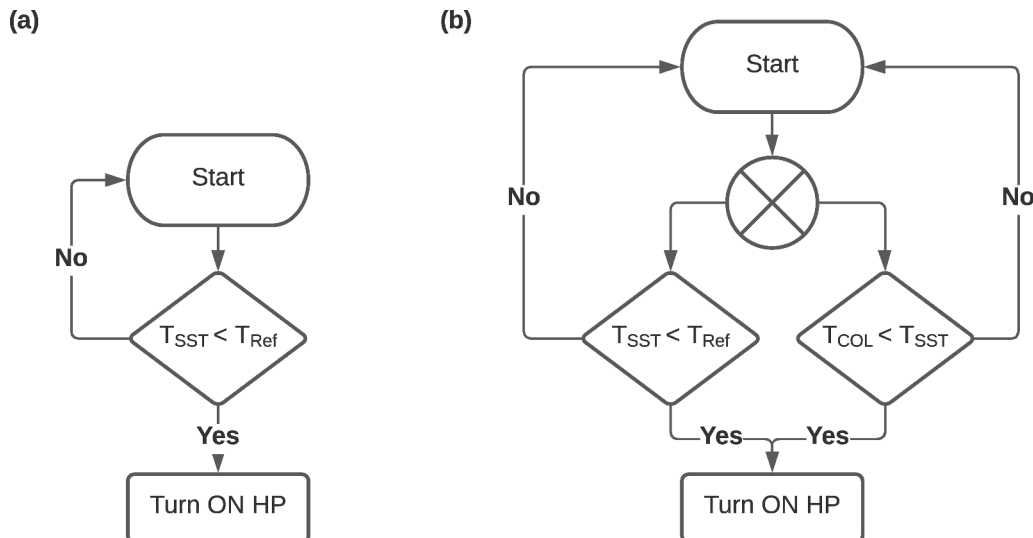 (a)
Start
No
T_SST < T_Ref
Yes
Turn ON HP
(b)
Start
No
No
T_SST < T_Ref
T_COL < T_SST
Yes
Yes
Turn ON HP